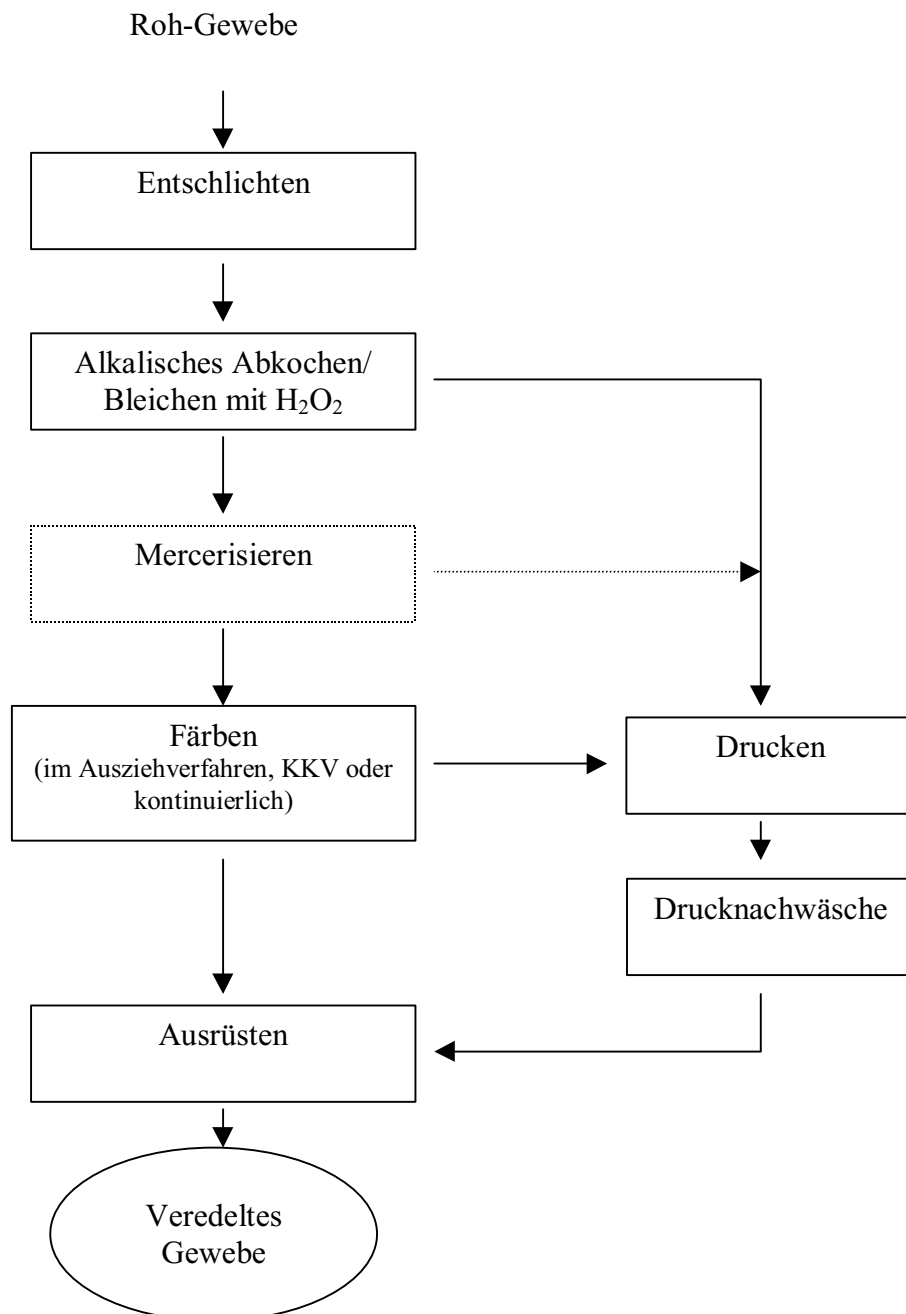 Roh-Gewebe
Entschlichten
Alkalisches Abkochen/
Bleichen mit H₂O₂
Mercerisieren
Färben
(im Ausziehverfahren, KKV oder
kontinuierlich)
Drucken
Drucknachwäsche
Ausrüsten
Veredeltes
Gewebe